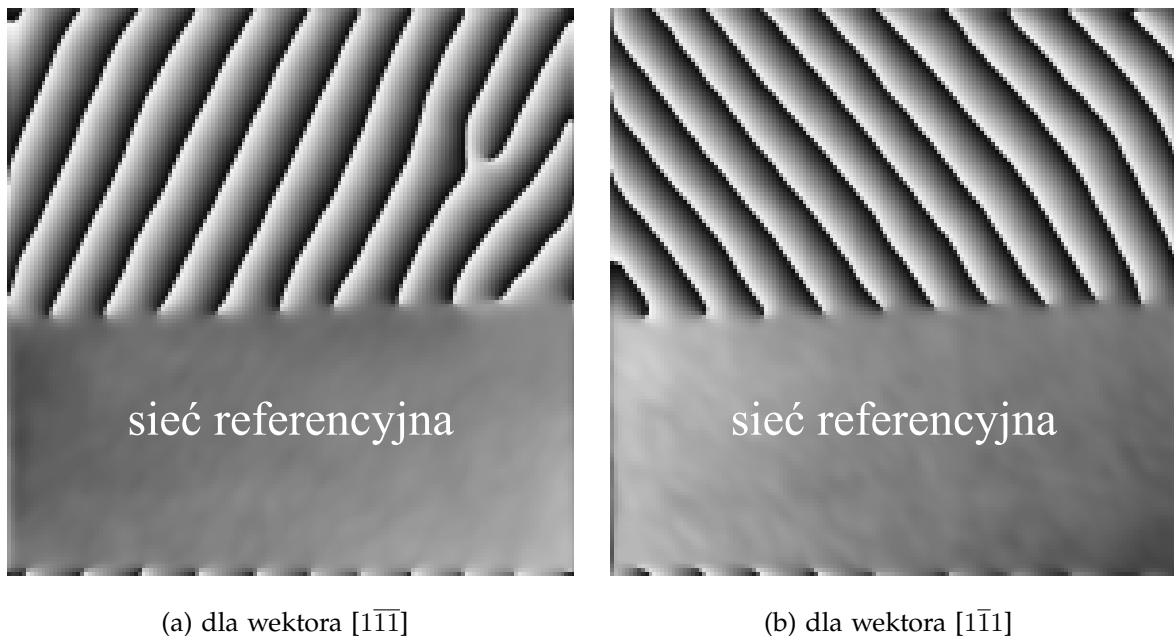 sieć referencyjna
sieć referencyjna
(a) dla wektora [11̅1̅]
(b) dla wektora [11̅1]